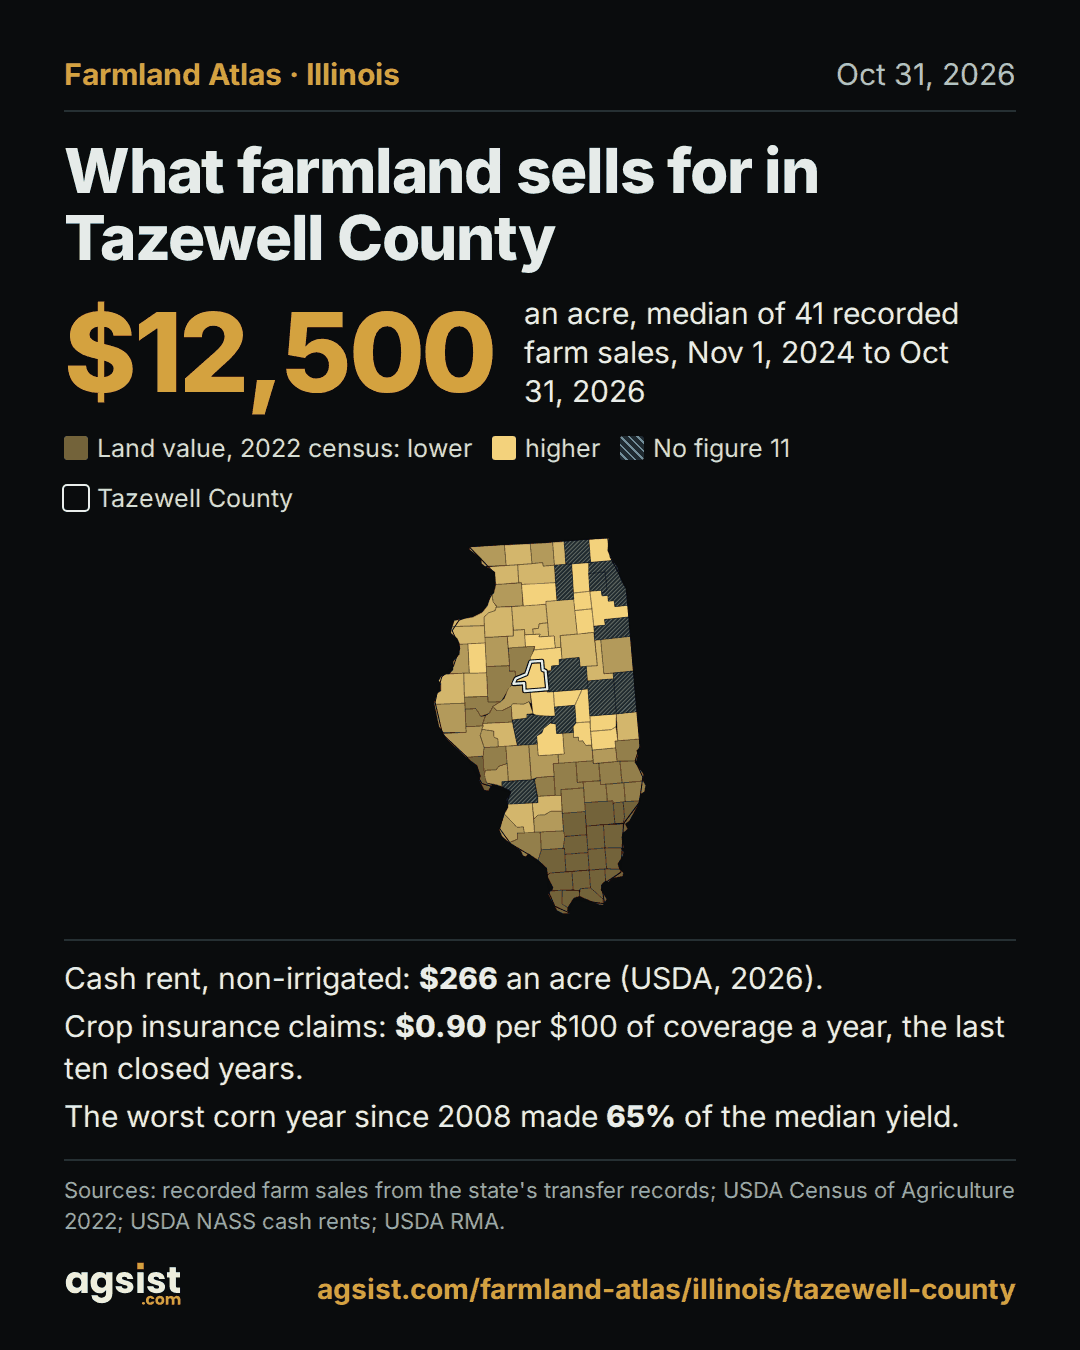 Farmland Atlas · Illinois
Oct 31, 2026
What farmland sells for in
Tazewell County
$12,500
an acre, median of 41 recorded
farm sales, Nov 1, 2024 to Oct
31, 2026
Land value, 2022 census: lower
higher
No figure 11
Tazewell County
Cash rent, non-irrigated: $266 an acre (USDA, 2026).
Crop insurance claims: $0.90 per $100 of coverage a year, the last
ten closed years.
The worst corn year since 2008 made 65% of the median yield.
Sources: recorded farm sales from the state's transfer records; USDA Census of Agriculture
2022; USDA NASS cash rents; USDA RMA.
agsist
.com
agsist.com/farmland-atlas/illinois/tazewell-county